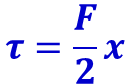 τ = F/2 x